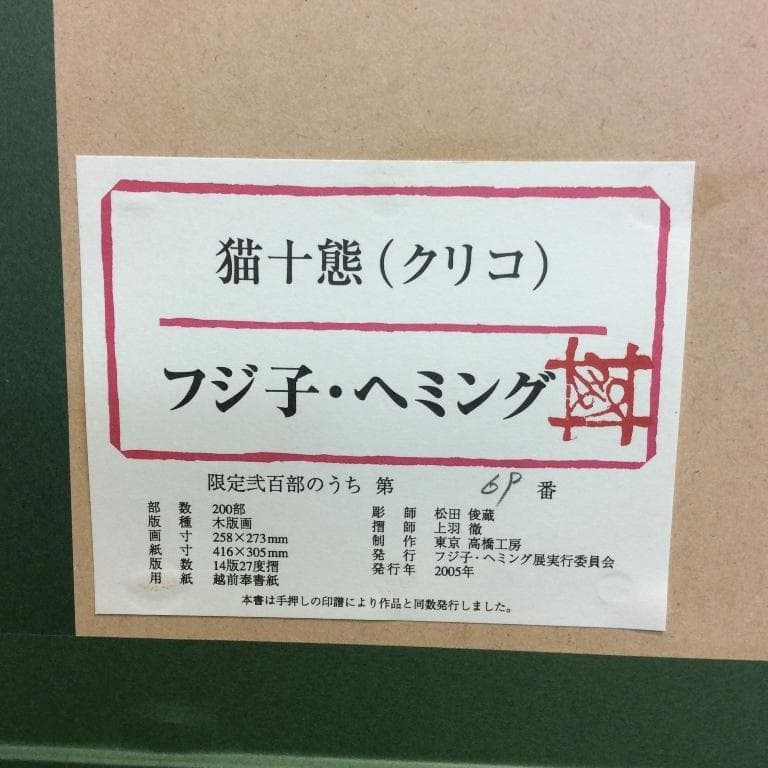 猫十態(クリコ)
フジ子・ヘミング
限定弐百部のうち 第 69 番
部数 200部
版種 木版画
画寸 258×273mm
紙寸 416×305mm
版数 14版27度摺
用紙 越前奉書紙
彫師 松田 俊蔵
摺師 上羽 徹
制作 東京 高橋工房
発行 フジ子・ヘミング展実行委員会
発行年 2005年
本書は手押しの印譜により作品と同数発行しました。